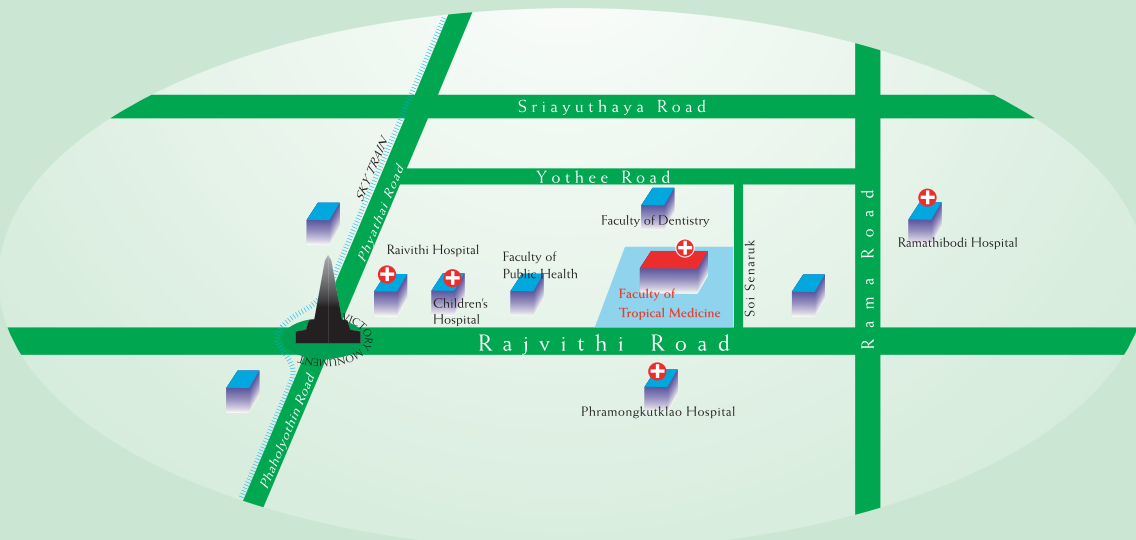 Sriayuthaya Road
SKY TRAIN
Yothee Road
Phyathai Road
Rama Road
Faculty of Dentistry
Ramathibodi Hospital
Raivithi Hospital
Faculty of
Public Health
Soi Senaruk
Children's
Hospital
Faculty of
Tropical Medicine
VICTORY MONUMENT
Rajvithi Road
Phaholyothin Road
Phramongkutklao Hospital